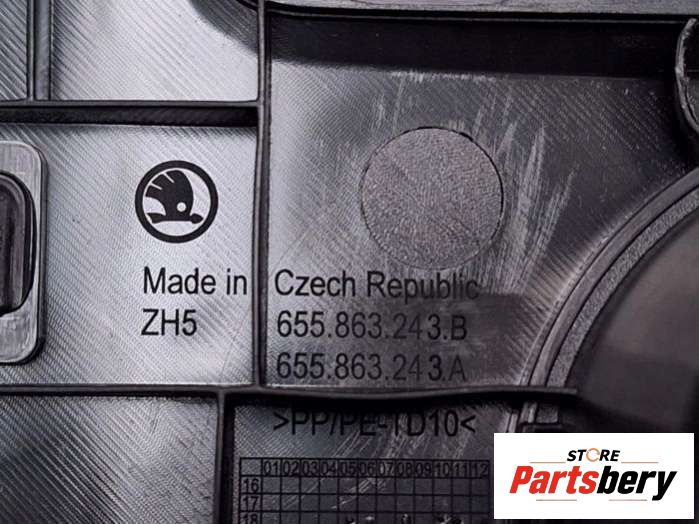 Made in Czech Republic
ZH5 655.863.243.B
655.863.243.A
>PP/PE-TD10<
01 02 03 04 05 06 07 08 09 10 11 12
16
17
18
STORE
Partsbery